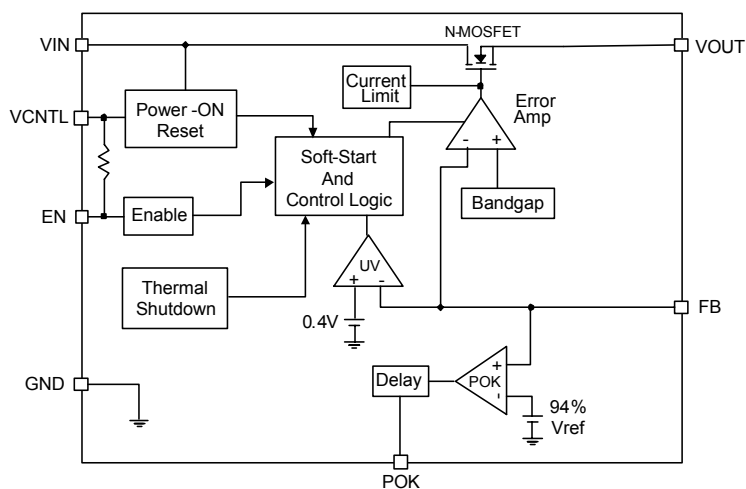 N-MOSFET
VIN
VOUT
Current
Limit
Error
Amp
VCNTL
Power -ON
Reset
-
+
Soft-Start
And
Control Logic
EN
Enable
Bandgap
UV
+
-
Thermal
Shutdown
0.4V
FB
GND
Delay
POK
+
-
94%
Vref
POK